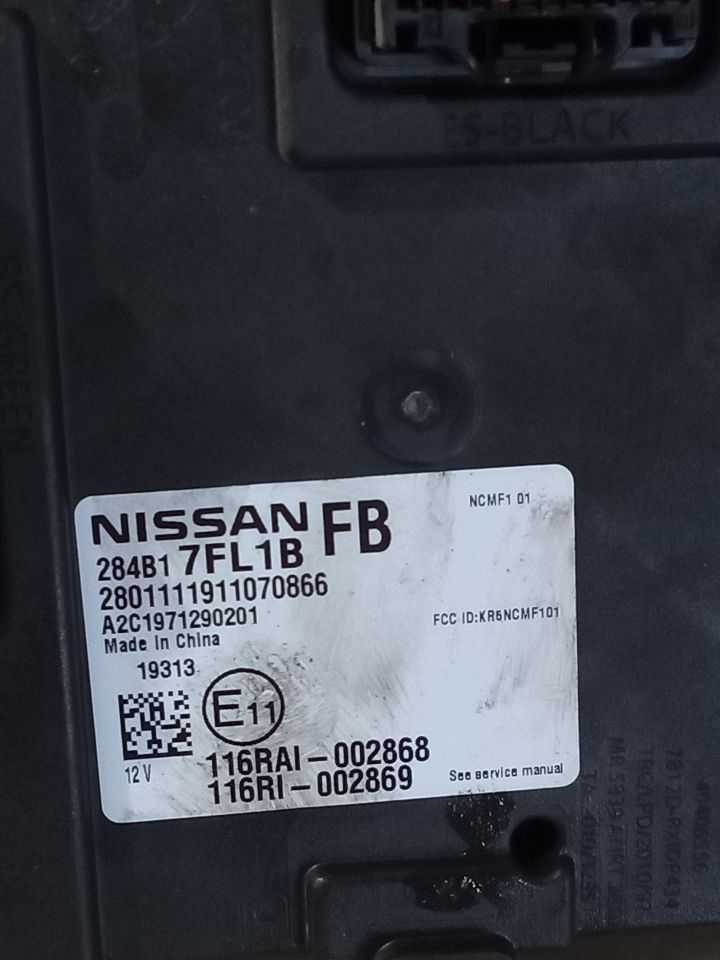 FS-BLACK
NISSAN FB
NCMF1 01
284B1 7FL1B
2801111911070866
A2C1971290201
FCC ID:KR5NCMF101
Made in China
19313
E11
12 V
116RAI-002868
116RI-002869
See service manual